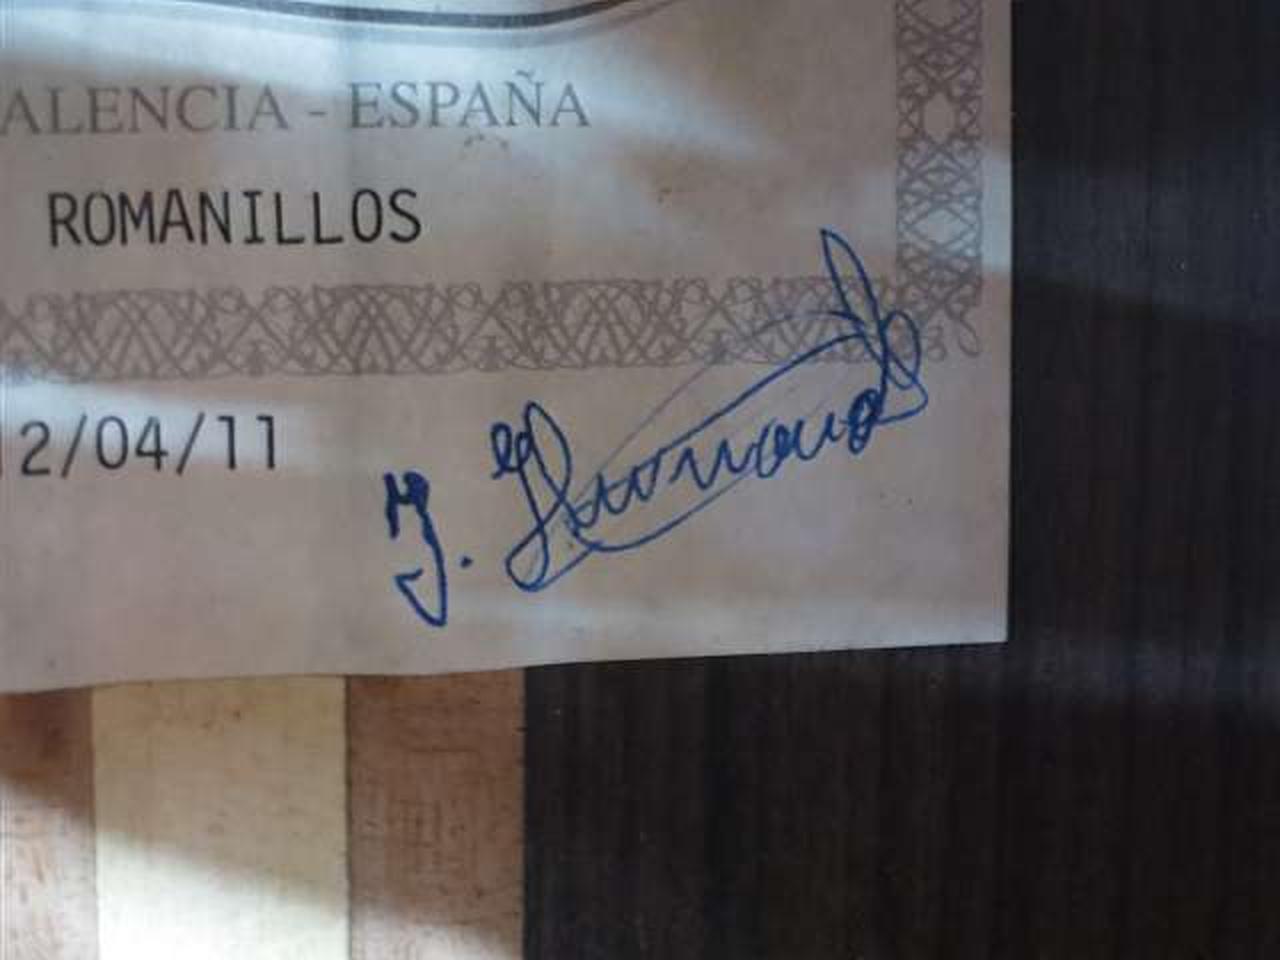 ALENCIA - ESPAÑA
ROMANILLOS
2/04/11
J.